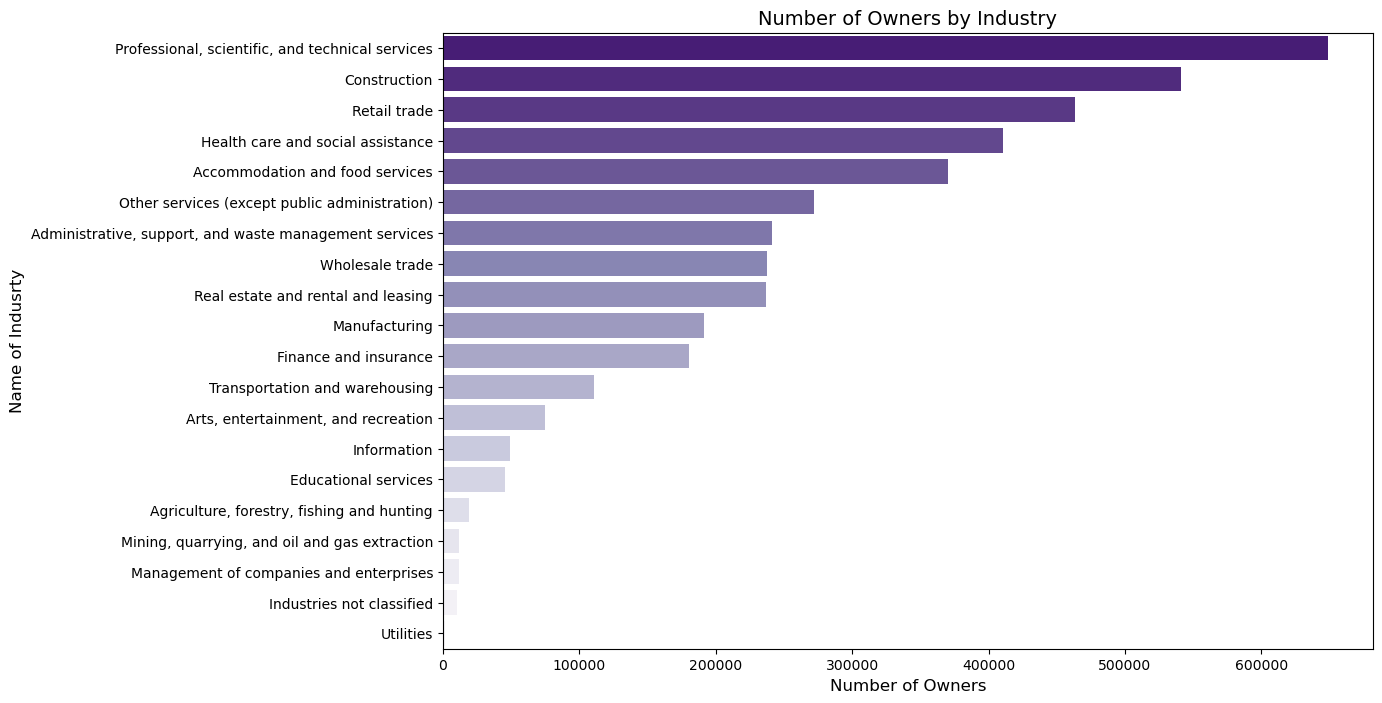 Number of Owners by Industry
Name of Indusrty
Professional, scientific, and technical services
Construction
Retail trade
Health care and social assistance
Accommodation and food services
Other services (except public administration)
Administrative, support, and waste management services
Wholesale trade
Real estate and rental and leasing
Manufacturing
Finance and insurance
Transportation and warehousing
Arts, entertainment, and recreation
Information
Educational services
Agriculture, forestry, fishing and hunting
Mining, quarrying, and oil and gas extraction
Management of companies and enterprises
Industries not classified
Utilities
0 100000 200000 300000 400000 500000 600000
Number of Owners